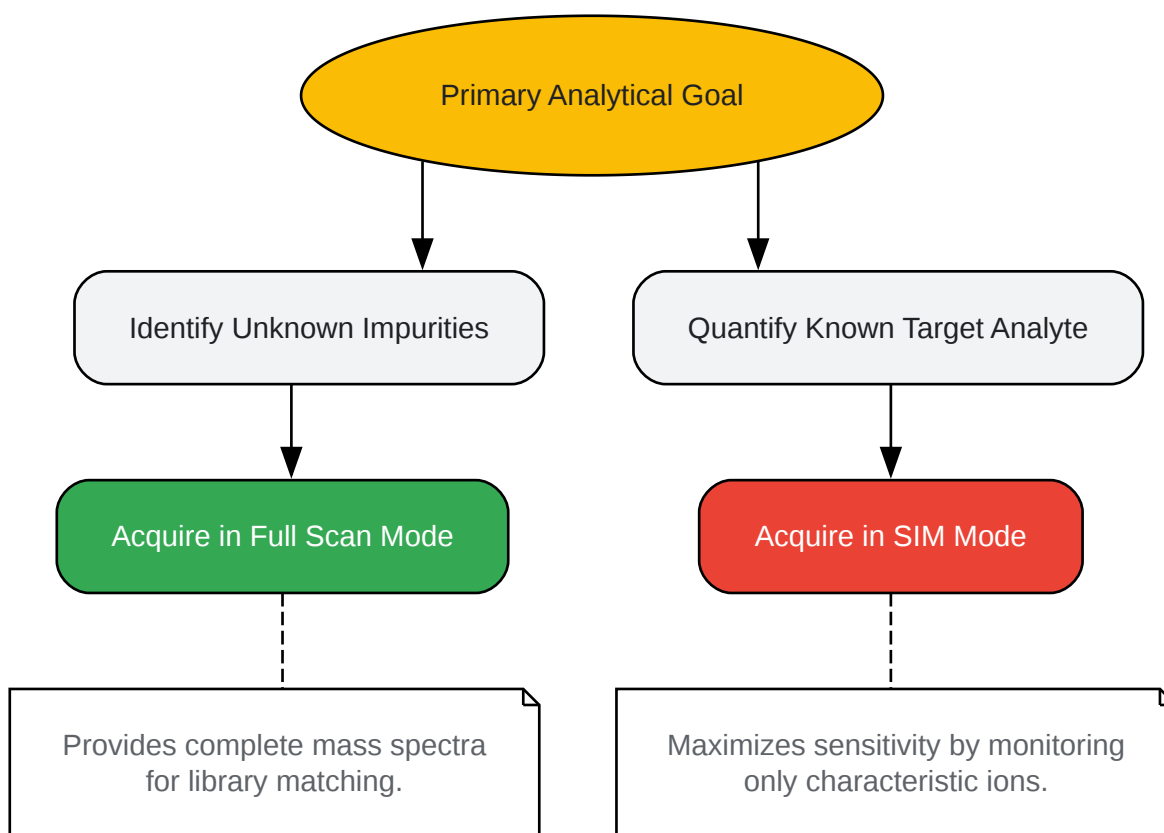 Primary Analytical Goal
Identify Unknown Impurities
Quantify Known Target Analyte
Acquire in Full Scan Mode
Acquire in SIM Mode
Provides complete mass spectra
for library matching.
Maximizes sensitivity by monitoring
only characteristic ions.